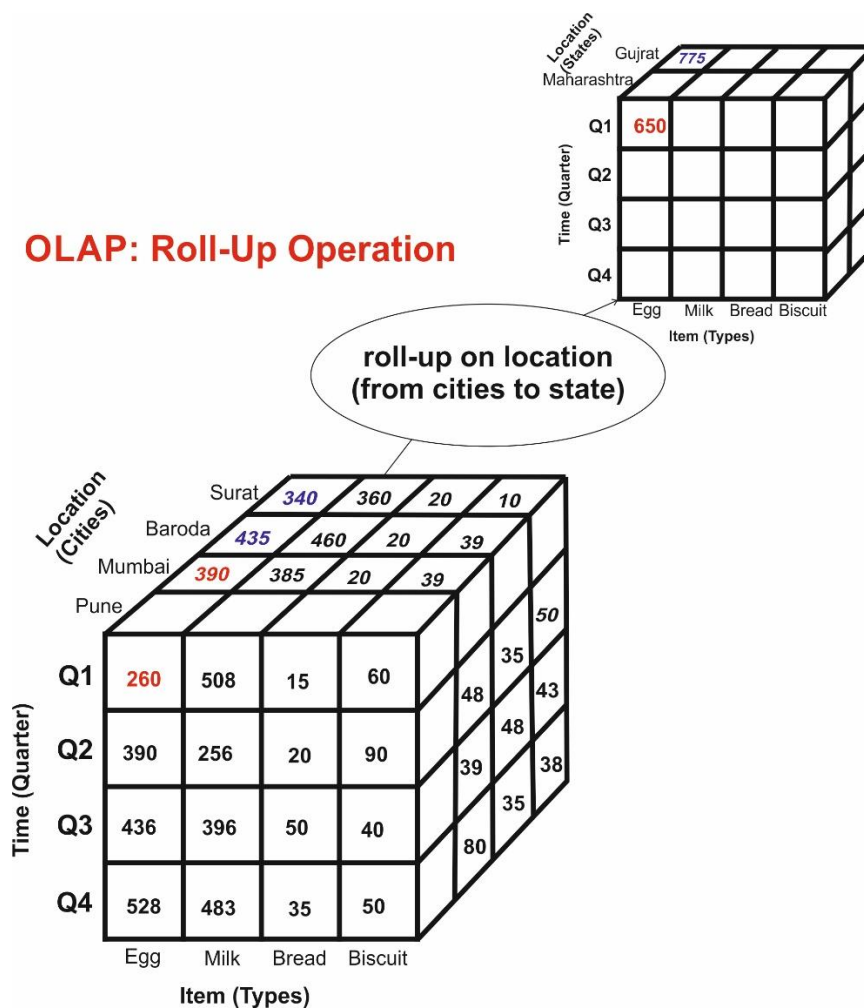 Location
(States)
Gujrat
775
Maharashtra
Q1
650
Q2
Q3
Q4
Time (Quarter)
Egg Milk Bread Biscuit
Item (Types)
OLAP: Roll-Up Operation
roll-up on location
(from cities to state)
Location
(Cities)
Surat 340 360 20 10
Baroda 435 460 20 39
Mumbai 390 385 20 39
Pune
Time (Quarter)
Q1 260 508 15 60
Q2 390 256 20 90
Q3 436 396 50 40
Q4 528 483 35 50
48 35 50
39 48 43
80 35 38
Egg Milk Bread Biscuit
Item (Types)